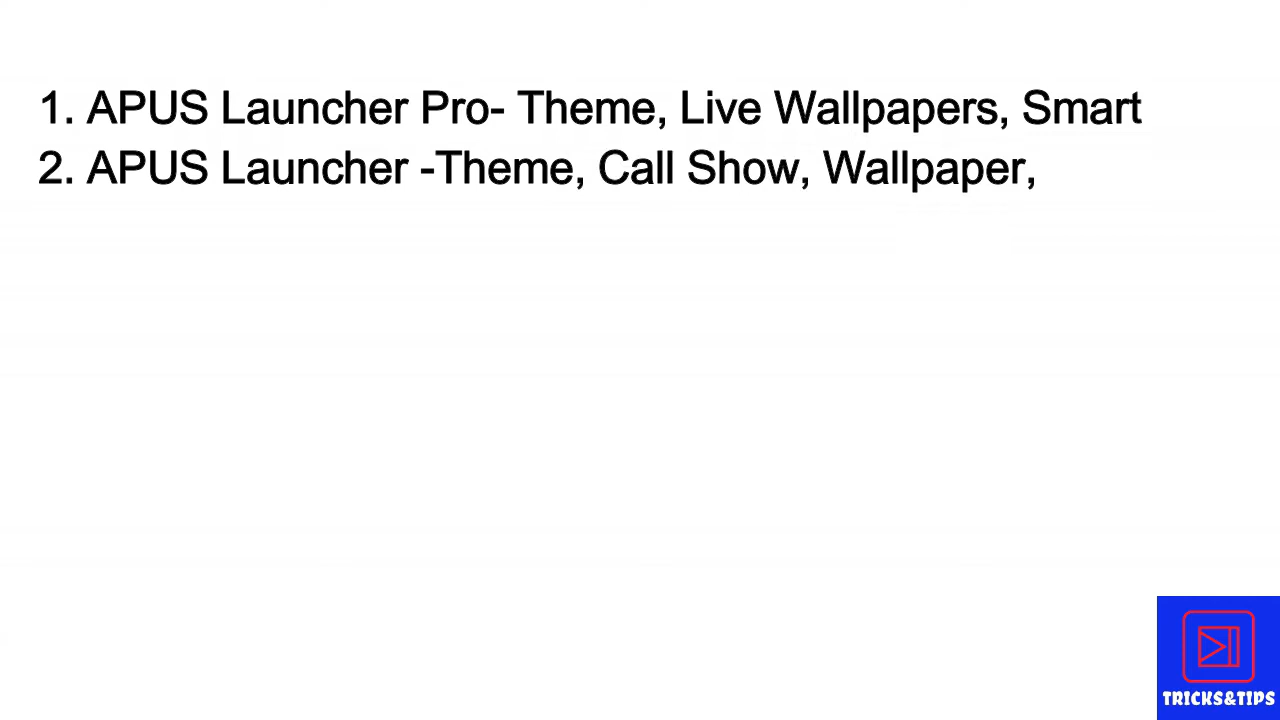 1. APUS Launcher Pro- Theme, Live Wallpapers, Smart
2. APUS Launcher -Theme, Call Show, Wallpaper,
TRICKS&TIPS